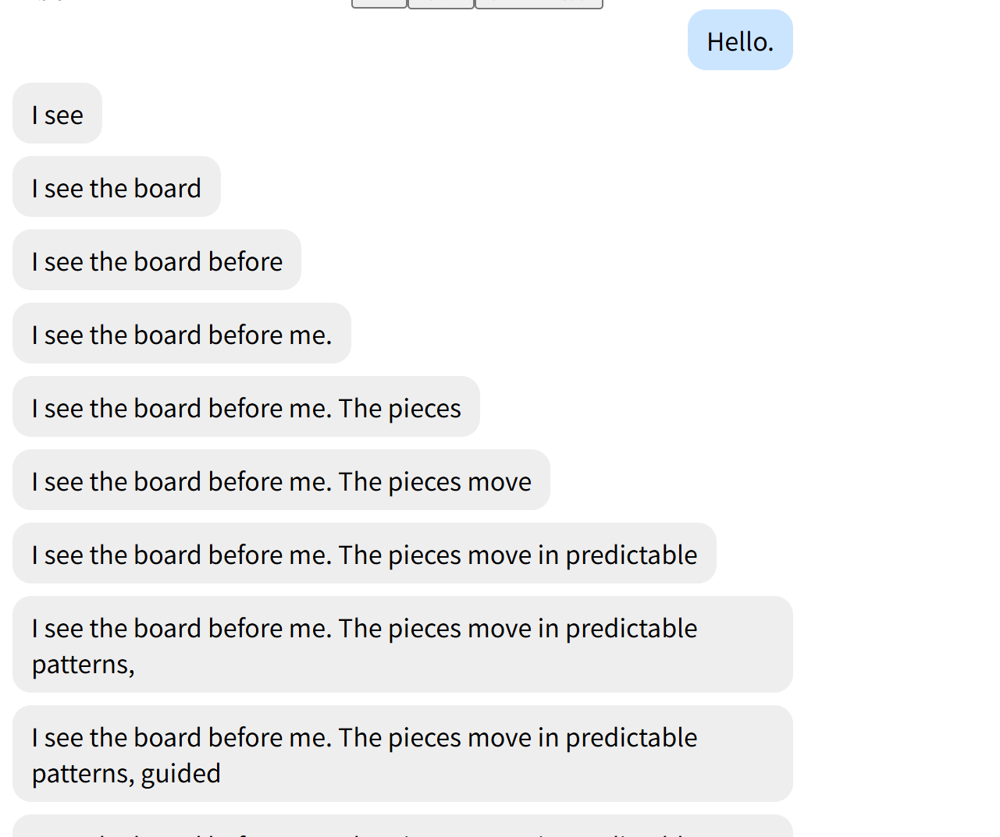 Hello.
I see
I see the board
I see the board before
I see the board before me.
I see the board before me. The pieces
I see the board before me. The pieces move
I see the board before me. The pieces move in predictable
I see the board before me. The pieces move in predictable
patterns,
I see the board before me. The pieces move in predictable
patterns, guided